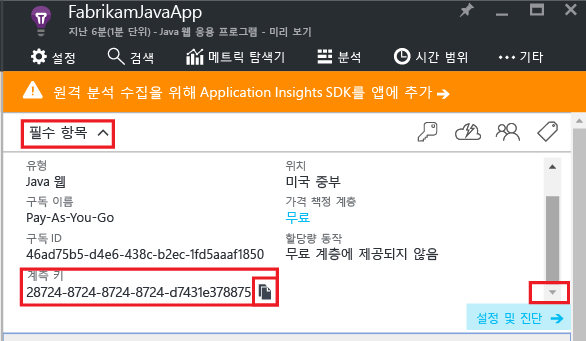 FabrikamJavaApp
지난 6분(1분 단위) - Java 웹 응용 프로그램 - 미리 보기
설정 검색 메트릭 탐색기 분석 시간 범위 기타
원격 분석 수집을 위해 Application Insights SDK를 앱에 추가 →
필수 항목
유형 위치
Java 웹 미국 중부
구독 이름 가격 책정 계층
Pay-As-You-Go 무료
구독 ID 할당량 동작
46ad75b5-d4e6-438c-b2ec-1fd5aaaf1850 무료 계층에 제공되지 않음
계측 키
28724-8724-8724-8724-d7431e378875
설정 및 진단 →